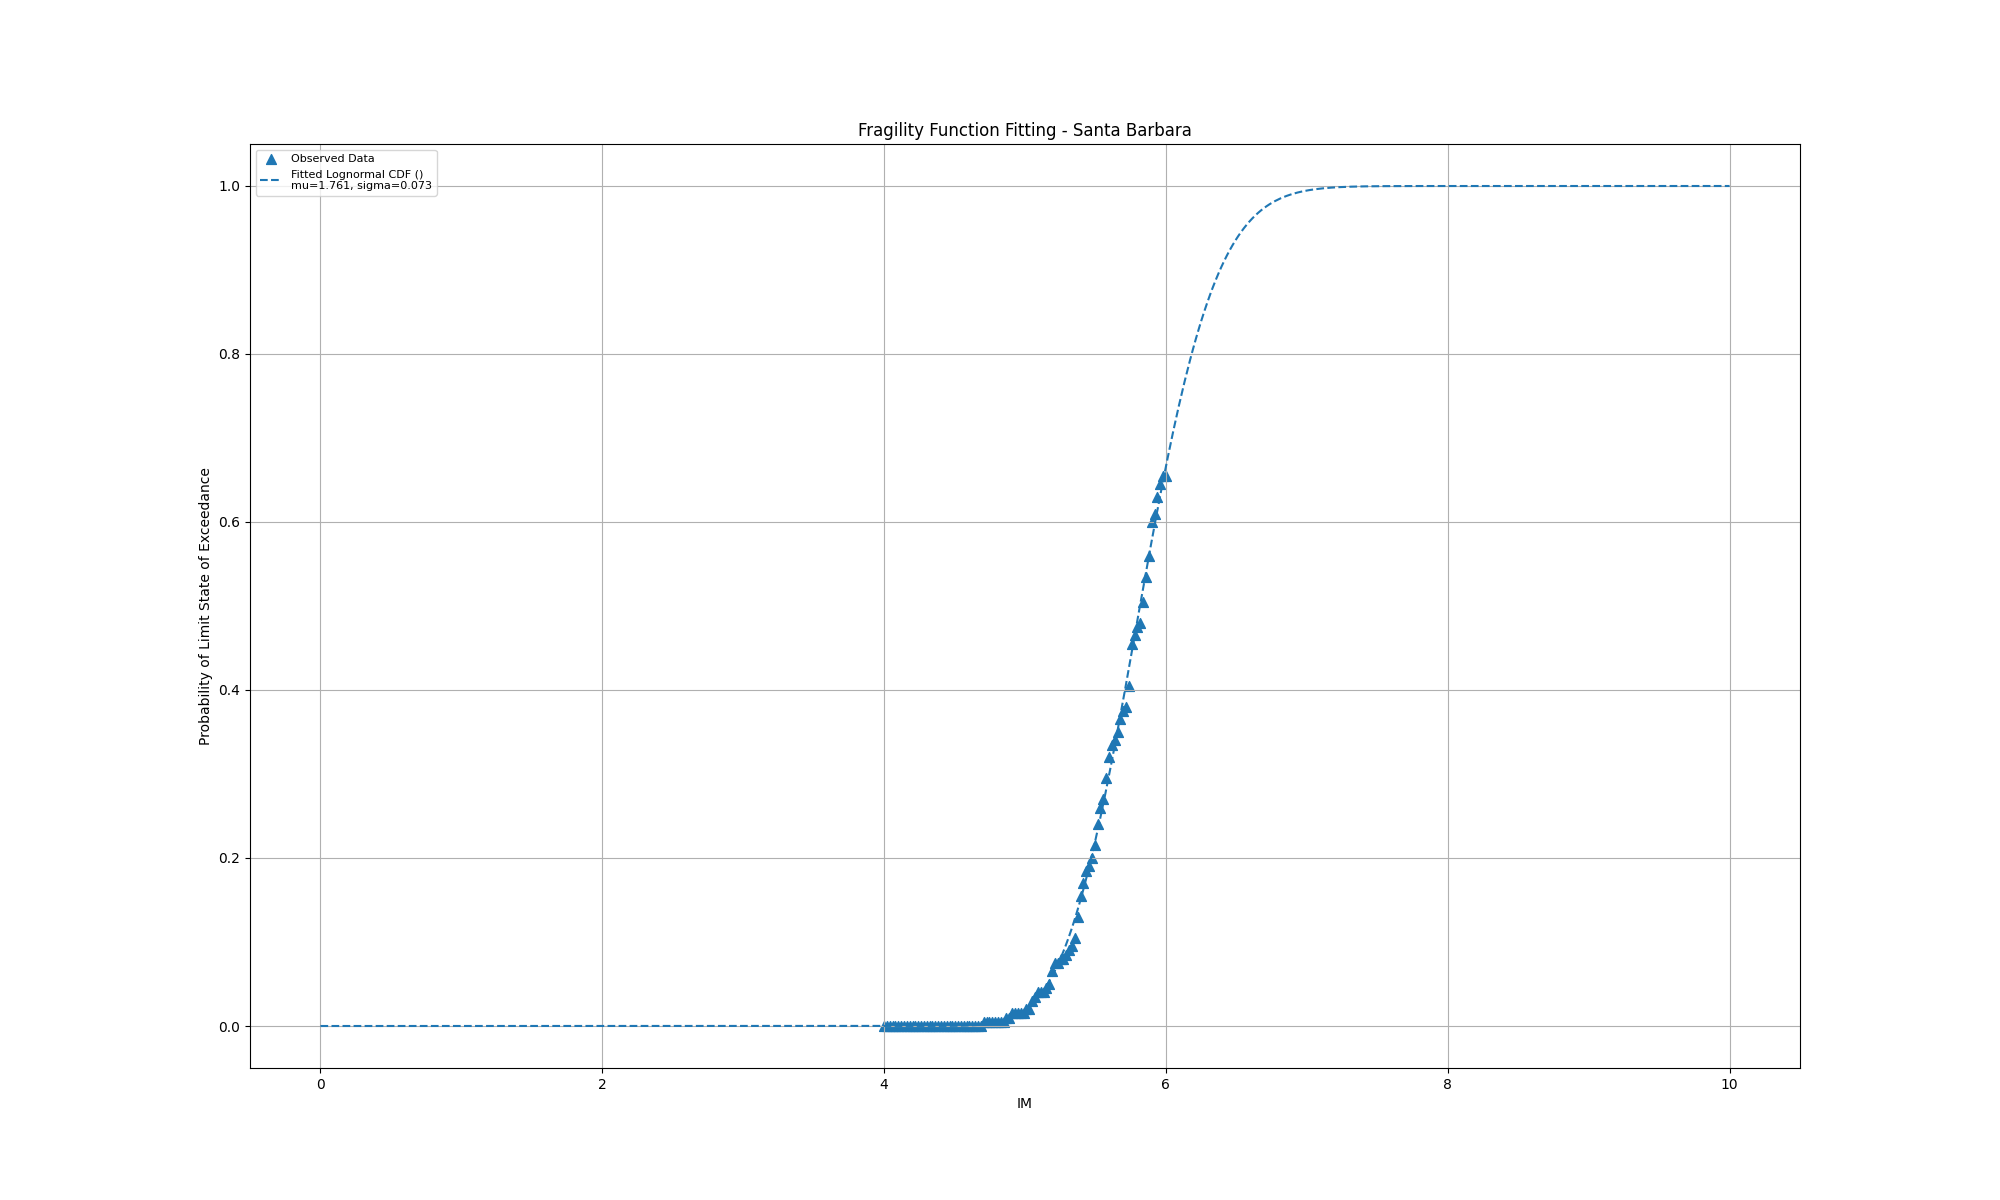 Fragility Function Fitting - Santa Barbara
Observed Data
Fitted Lognormal CDF ()
mu=1.761, sigma=0.073
Probability of Limit State of Exceedance
1.0
0.8
0.6
0.4
0.2
0.0
0
2
4
6
8
10
IM